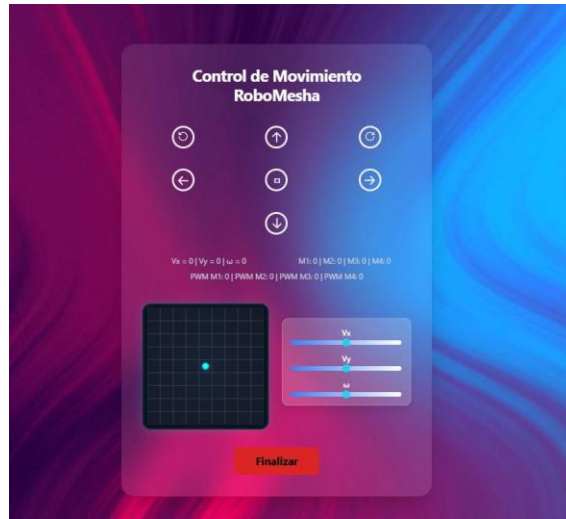 Control de Movimiento
RoboMesha
Vx = 0 | Vy = 0 | ω = 0
M1: 0 | M2: 0 | M3: 0 | M4: 0
PWM M1: 0 | PWM M2: 0 | PWM M3: 0 | PWM M4: 0
Vx
Vy
ω
Finalizar